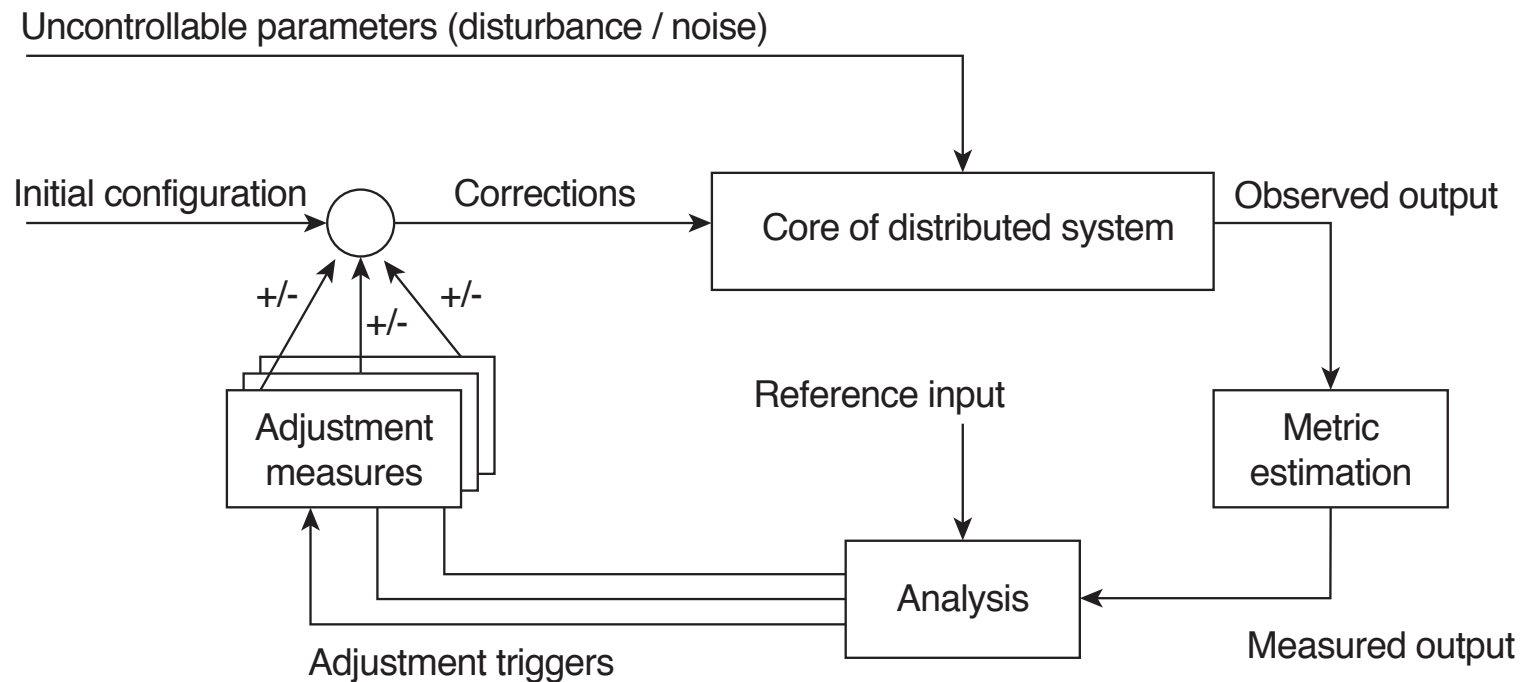 Uncontrollable parameters (disturbance / noise)
Initial configuration
Corrections
Core of distributed system
Observed output
+/-
+/-
+/-
Reference input
Adjustment
measures
Metric
estimation
Analysis
Measured output
Adjustment triggers